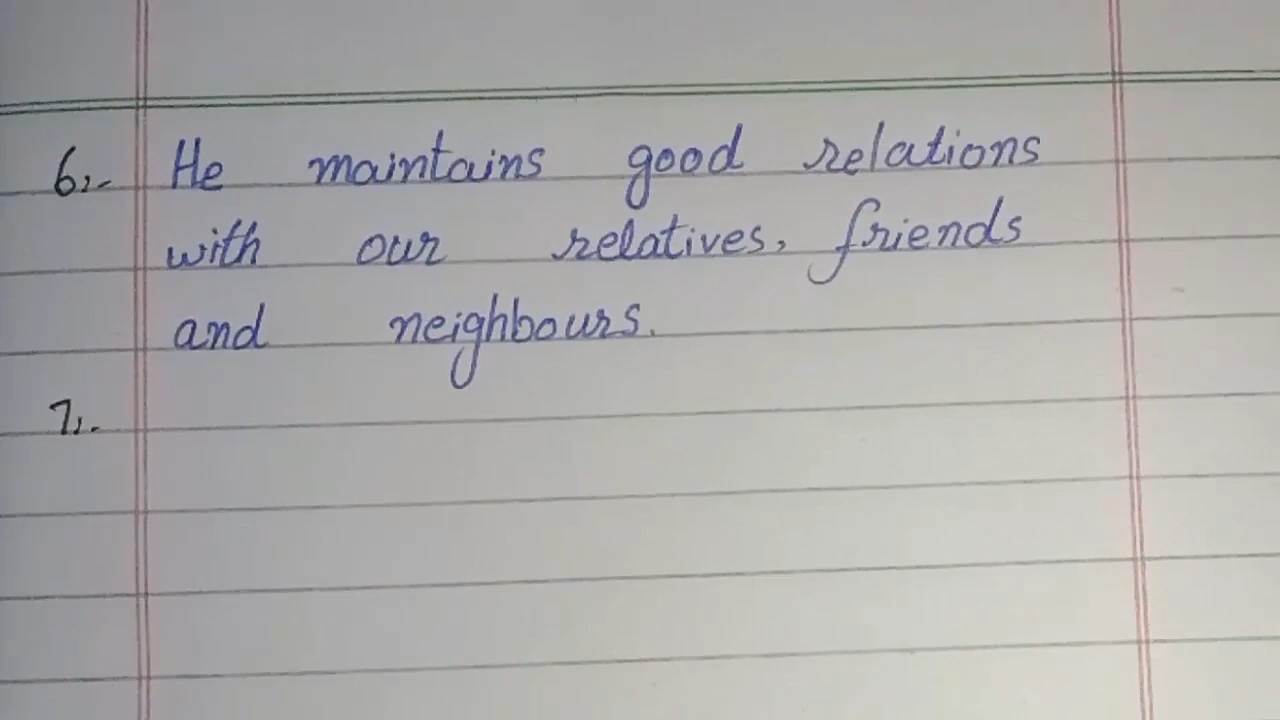 6. He maintains good relations
with our relatives, friends
and neighbours.
7.